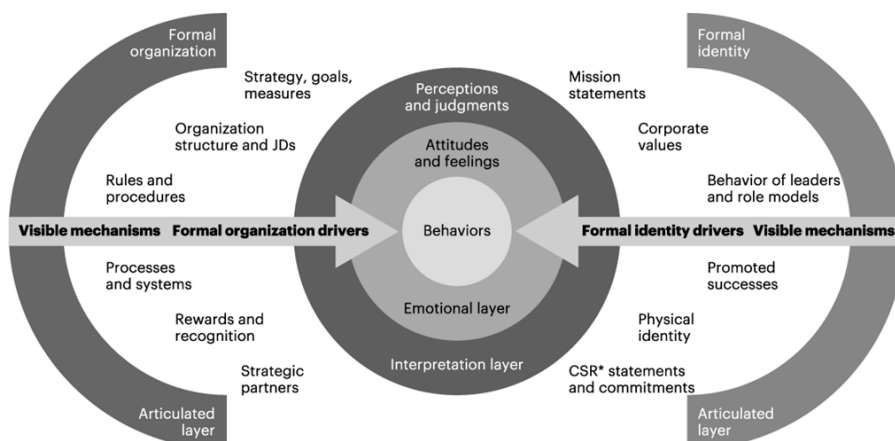 Formal
organization
Strategy, goals,
measures
Organization
structure and JDs
Rules and
procedures
Visible mechanisms
Formal organization drivers
Processes
and systems
Rewards and
recognition
Strategic
partners
Articulated
layer
Perceptions
and judgments
Attitudes
and feelings
Behaviors
Emotional layer
Interpretation layer
Formal
identity
Mission
statements
Corporate
values
Behavior of leaders
and role models
Formal identity drivers
Visible mechanisms
Promoted
successes
Physical
identity
CSR* statements
and commitments
Articulated
layer